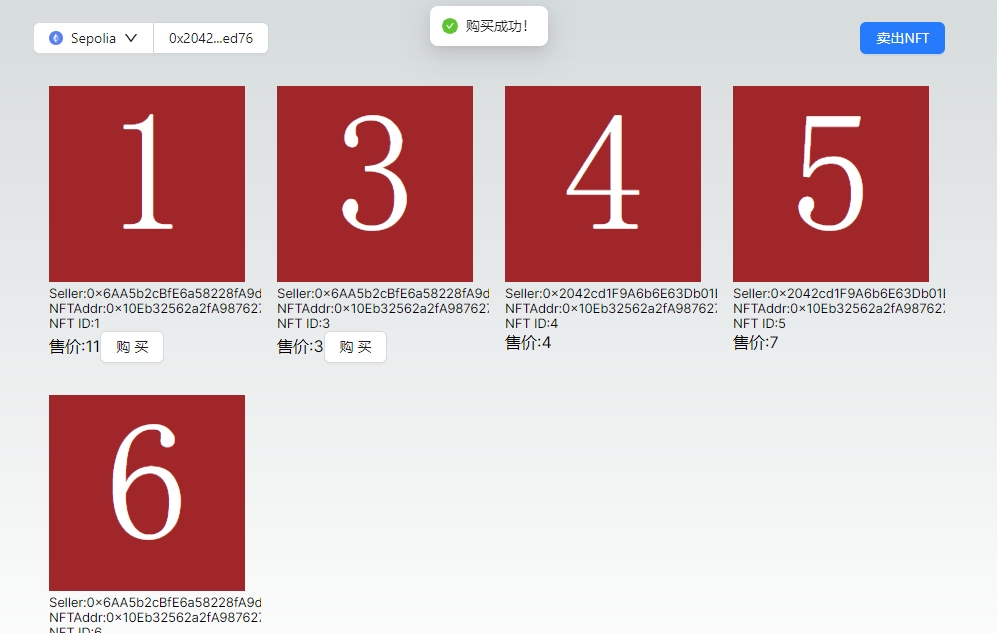 Sepolia
0x2042...ed76
购买成功！
卖出NFT
1
3
4
5
Seller:0×6AA5b2cBfE6a58228fA9d
NFTAddr:0×10Eb32562a2fA98762
NFT ID:1
售价:11
购 买
Seller:0×6AA5b2cBfE6a58228fA9d
NFTAddr:0×10Eb32562a2fA98762
NFT ID:3
售价:3
购 买
Seller:0×2042cd1F9A6b6E63Db01
NFTAddr:0×10Eb32562a2fA98762
NFT ID:4
售价:4
Seller:0×2042cd1F9A6b6E63Db01
NFTAddr:0×10Eb32562a2fA98762
NFT ID:5
售价:7
6
Seller:0×6AA5b2cBfE6a58228fA9d
NFTAddr:0×10Eb32562a2fA98762
NFT ID:6